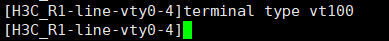 [H3C_R1-line-vty0-4]terminal type vt100
[H3C_R1-line-vty0-4]